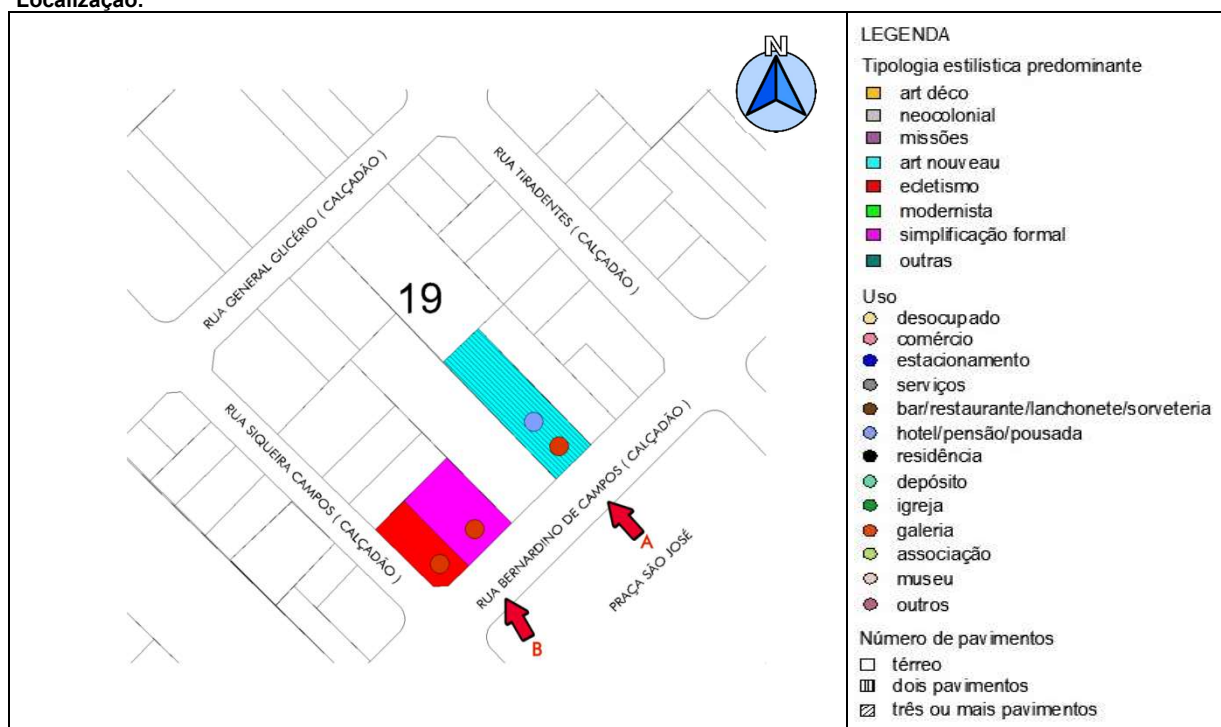 Localização:
N
RUA GENERAL GLICÉRIO ( CALÇADÃO )
RUA TIRADENTES ( CALÇADÃO )
19
RUA SIQUEIRA CAMPOS ( CALÇADÃO )
RUA BERNARDINO DE CAMPOS ( CALÇADÃO )
A
PRAÇA SÃO JOSÉ
B
LEGENDA
Tipologia estilística predominante
art déco
neocolonial
missões
art nouveau
ecletismo
modernista
simplificação formal
outras
Uso
desocupado
comércio
estacionamento
serviços
bar/restaurante/lanchonete/sorveteria
hotel/pensão/pousada
residência
depósito
igreja
galeria
associação
museu
outros
Número de pavimentos
térreo
dois pavimentos
três ou mais pavimentos